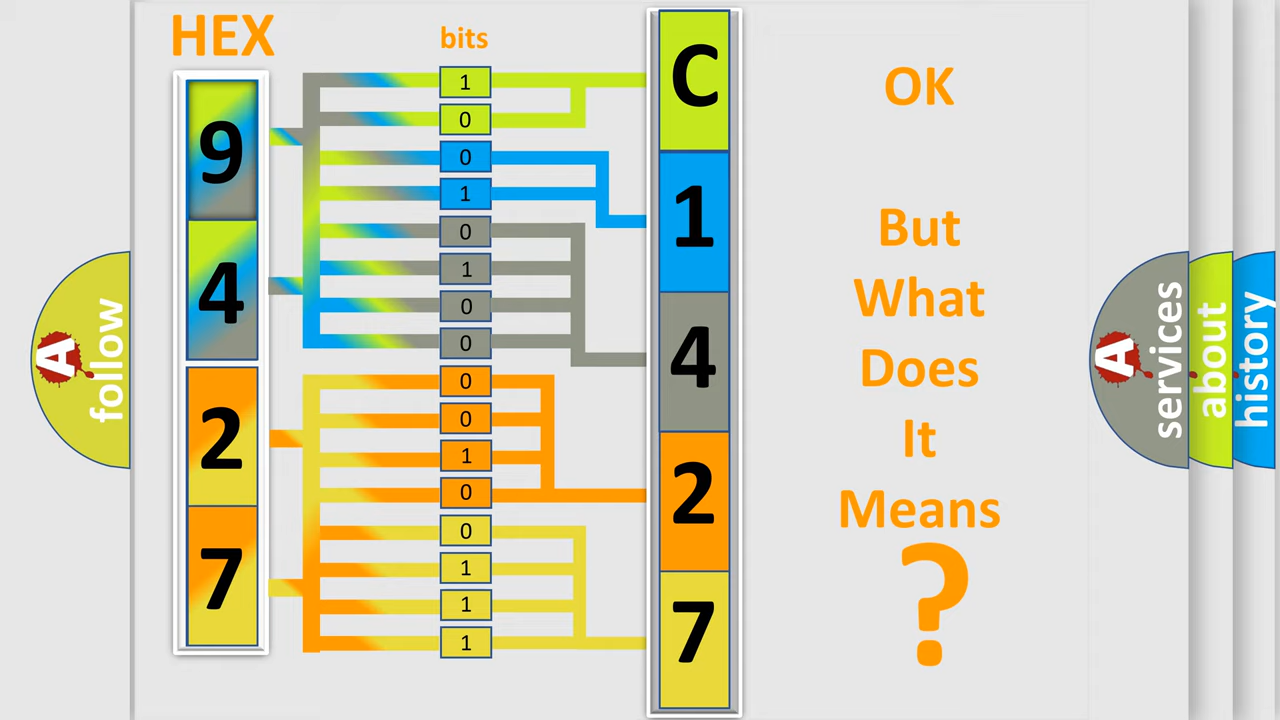 HEX
bits
9
4
2
7
1
0
0
1
0
1
0
0
0
0
1
0
0
1
1
1
C
1
4
2
7
OK
But
What
Does
It
Means
?
A
follow
A
services
about
history